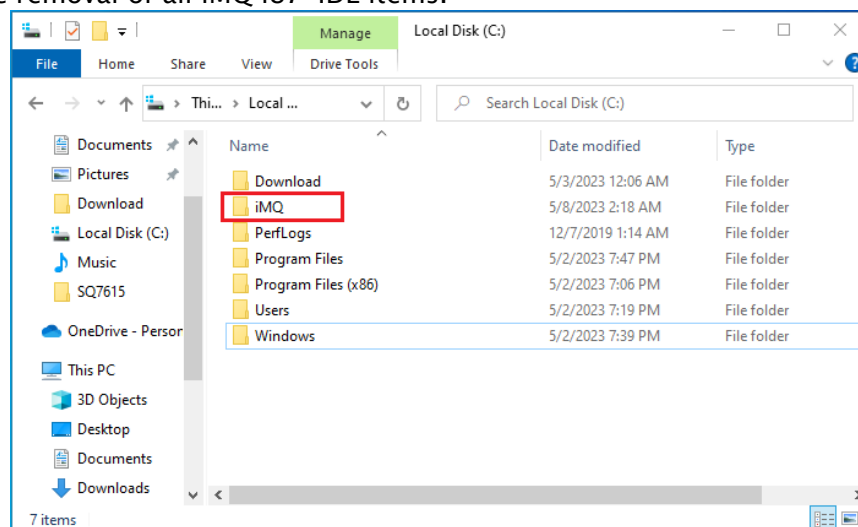 removal of all iMQ i87-IDE items.
Manage Local Disk (C:)
File Home Share View Drive Tools
Thi... Local ... Search Local Disk (C:)
Name Date modified Type
Documents
Pictures
Download
Local Disk (C:)
Music
SQ7615
OneDrive - Person
This PC
3D Objects
Desktop
Documents
Downloads
Download 5/3/2023 12:06 AM File folder
iMQ 5/8/2023 2:18 AM File folder
PerfLogs 12/7/2019 1:14 AM File folder
Program Files 5/2/2023 7:47 PM File folder
Program Files (x86) 5/2/2023 7:06 PM File folder
Users 5/2/2023 7:19 PM File folder
Windows 5/2/2023 7:39 PM File folder
7 items